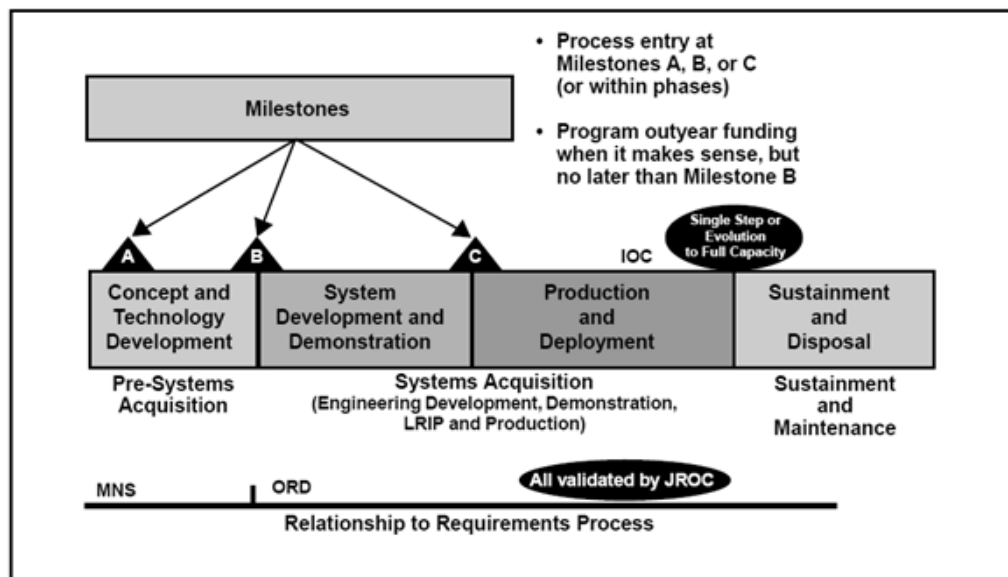 • Process entry at
Milestones A, B, or C
(or within phases)
• Program outyear funding
when it makes sense, but
no later than Milestone B
Milestones
A
B
C
IOC
Single Step or
Evolution
to Full Capacity
Concept and
Technology
Development
System
Development and
Demonstration
Production
and
Deployment
Sustainment
and
Disposal
Pre-Systems
Acquisition
Systems Acquisition
(Engineering Development, Demonstration,
LRIP and Production)
Sustainment
and
Maintenance
MNS
ORD
All validated by JROC
Relationship to Requirements Process